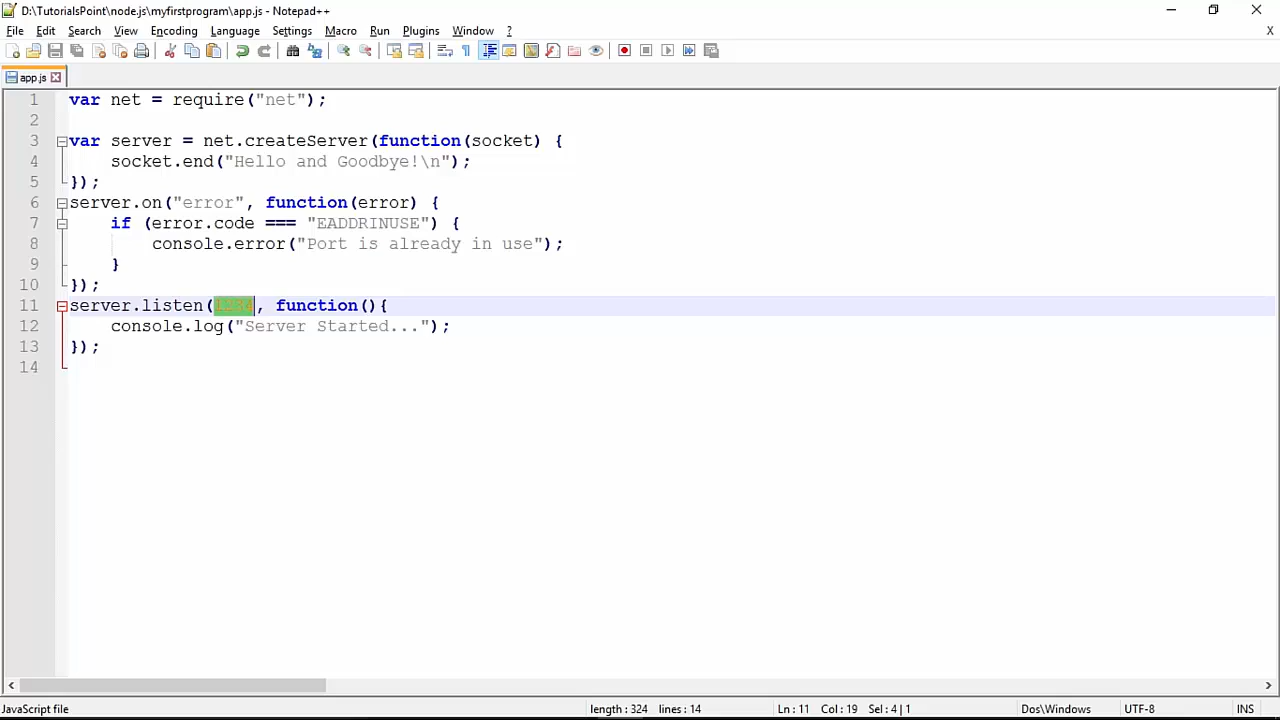 D:\TutorialsPoint\node.js\myfirstprogram\app.js - Notepad++
File Edit Search View Encoding Language Settings Macro Run Plugins Window ? X
app.js
1 var net = require("net");
2
3 var server = net.createServer(function(socket) {
4 socket.end("Hello and Goodbye!\n");
5 });
6 server.on("error", function(error) {
7 if (error.code === "EADDRINUSE") {
8 console.error("Port is already in use");
9 }
10 });
11 server.listen(, function(){
12 console.log("Server Started...");
13 });
14
JavaScript file length : 324 lines : 14 Ln : 11 Col : 19 Sel : 4 | 1 Dos\Windows UTF-8 INS